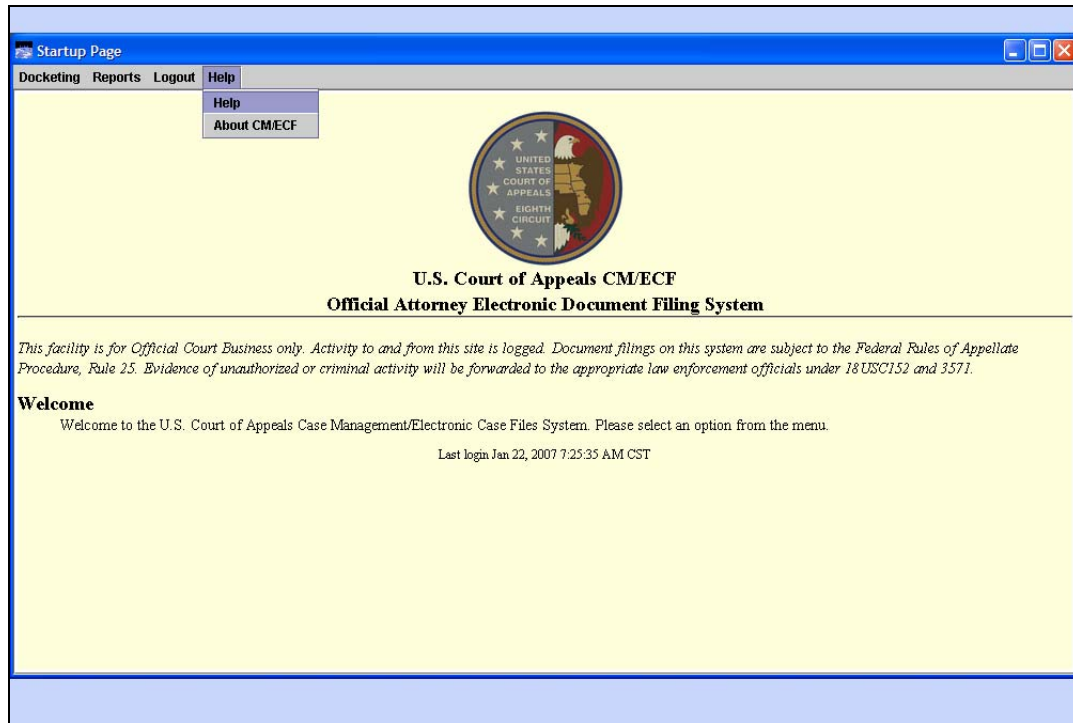 Startup Page
Docketing Reports Logout Help
Help
About CM/ECF
UNITED
STATES
COURT OF
APPEALS
EIGHTH
CIRCUIT
U.S. Court of Appeals CM/ECF
Official Attorney Electronic Document Filing System
This facility is for Official Court Business only. Activity to and from this site is logged. Document filings on this system are subject to the Federal Rules of Appellate
Procedure, Rule 25. Evidence of unauthorized or criminal activity will be forwarded to the appropriate law enforcement officials under 18USC152 and 3571.
Welcome
Welcome to the U.S. Court of Appeals Case Management/Electronic Case Files System. Please select an option from the menu.
Last login Jan 22, 2007 7:25:35 AM CST